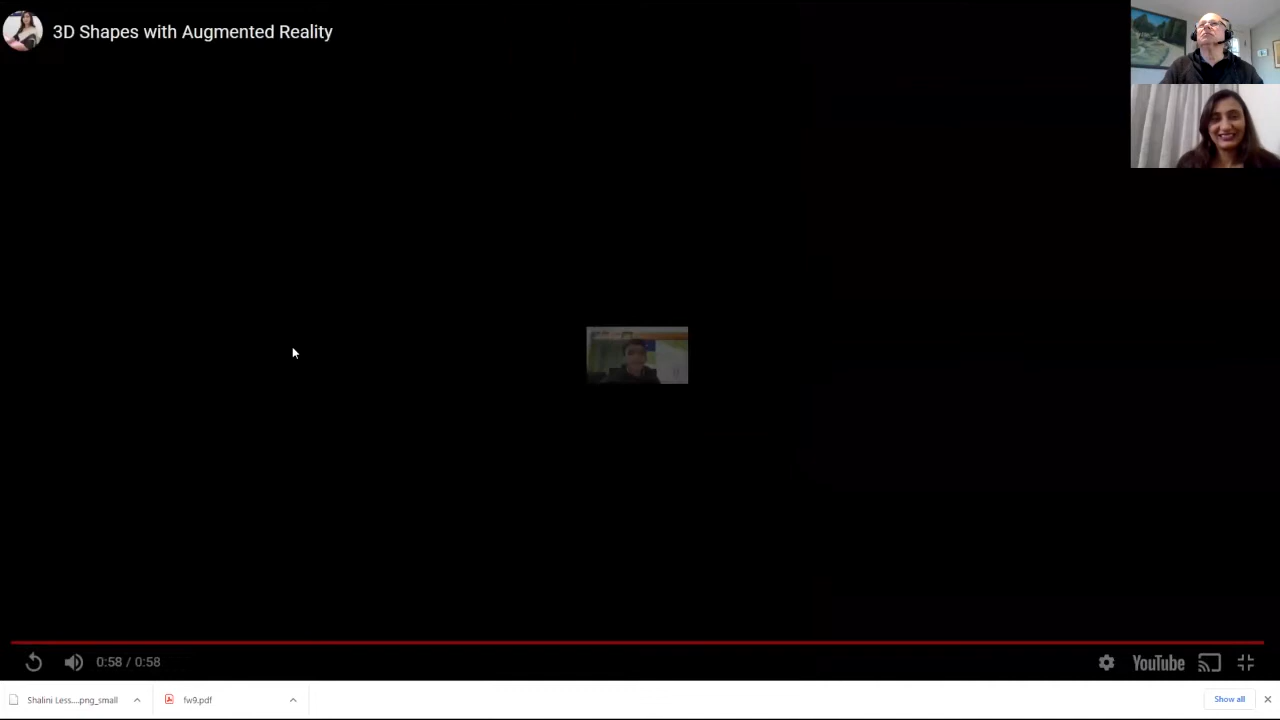 3D Shapes with Augmented Reality
0:58 / 0:58
YouTube
Shalini Less....png_small
fw9.pdf
Show all